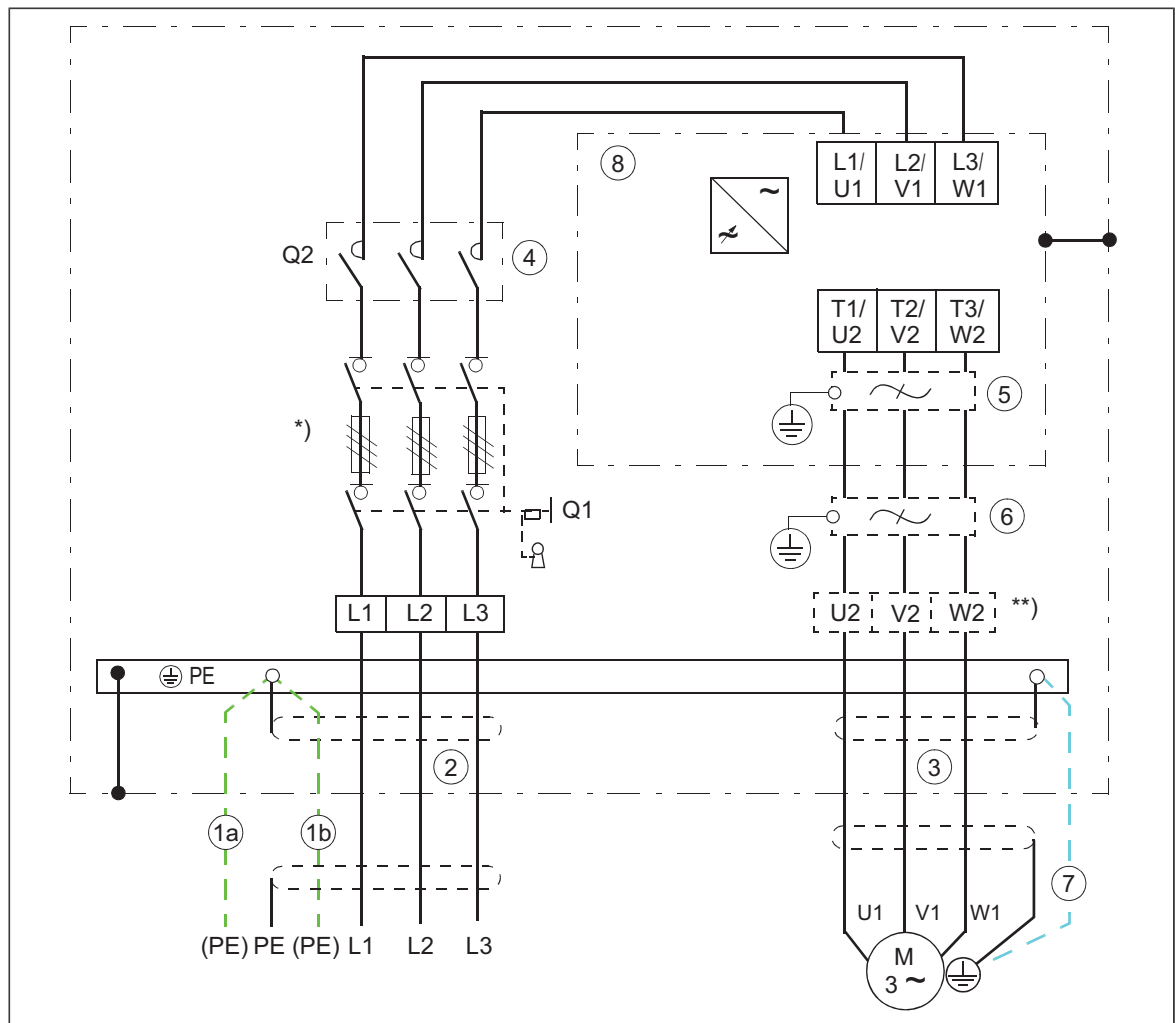 8
L1/ L2/ L3/
U1 V1 W1
~
Q2
4
T1/ T2/ T3/
U2 V2 W2
5
*)
Q1
6
L1 L2 L3
U2 V2 W2 **)
PE
2
3
1a 1b
7
U1 V1 W1
(PE) PE (PE) L1 L2 L3
M
3 ~